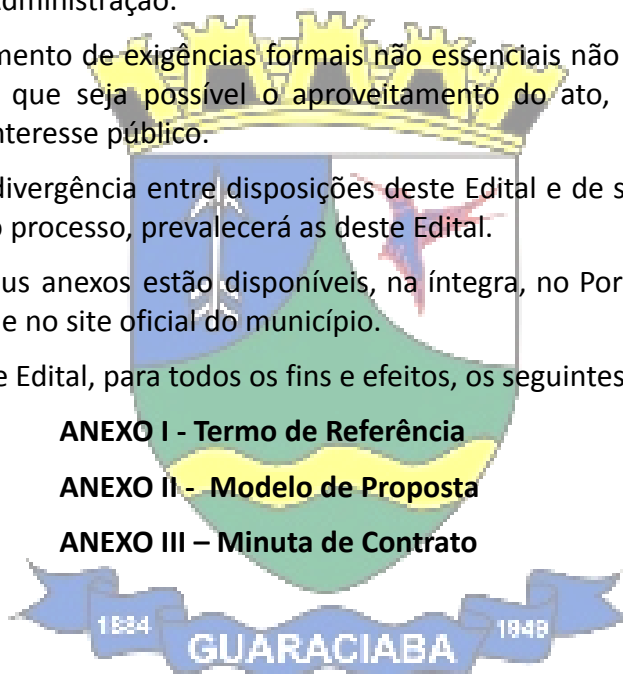 dministração.
mento de exigências formais não essenciais não
que seja possível o aproveitamento do ato,
nteresse público.
divergência entre disposições deste Edital e de s
o processo, prevalecerá as deste Edital.
us anexos estão disponíveis, na íntegra, no Por
e no site oficial do município.
e Edital, para todos os fins e efeitos, os seguintes
ANEXO I - Termo de Referência
ANEXO II - Modelo de Proposta
ANEXO III – Minuta de Contrato
1884 GUARACIABA 1949